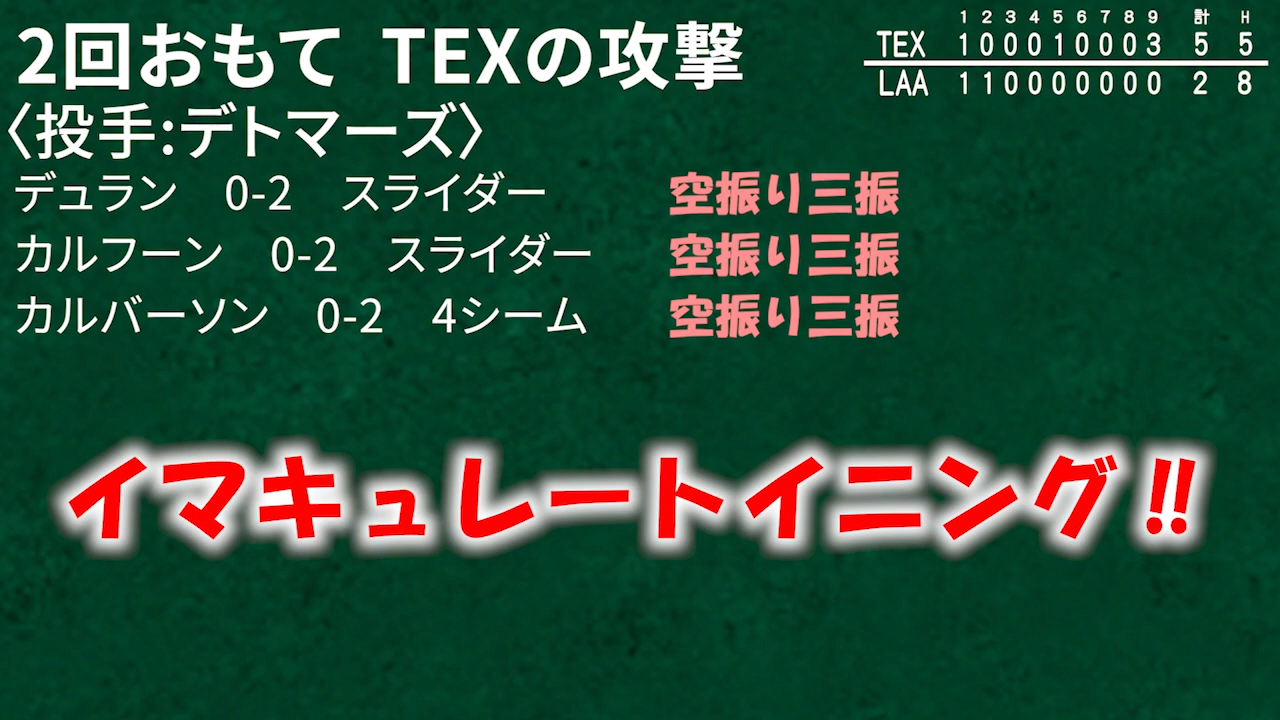 2回おもて TEXの攻撃
1 2 3 4 5 6 7 8 9 計 H
TEX 1 0 0 0 1 0 0 0 3 5 5
LAA 1 1 0 0 0 0 0 0 0 2 8
〈投手:デトマーズ〉
デュラン 0-2 スライダー 空振り三振
カルフーン 0-2 スライダー 空振り三振
カルバーソン 0-2 4シーム 空振り三振
イマキュレートイニング‼